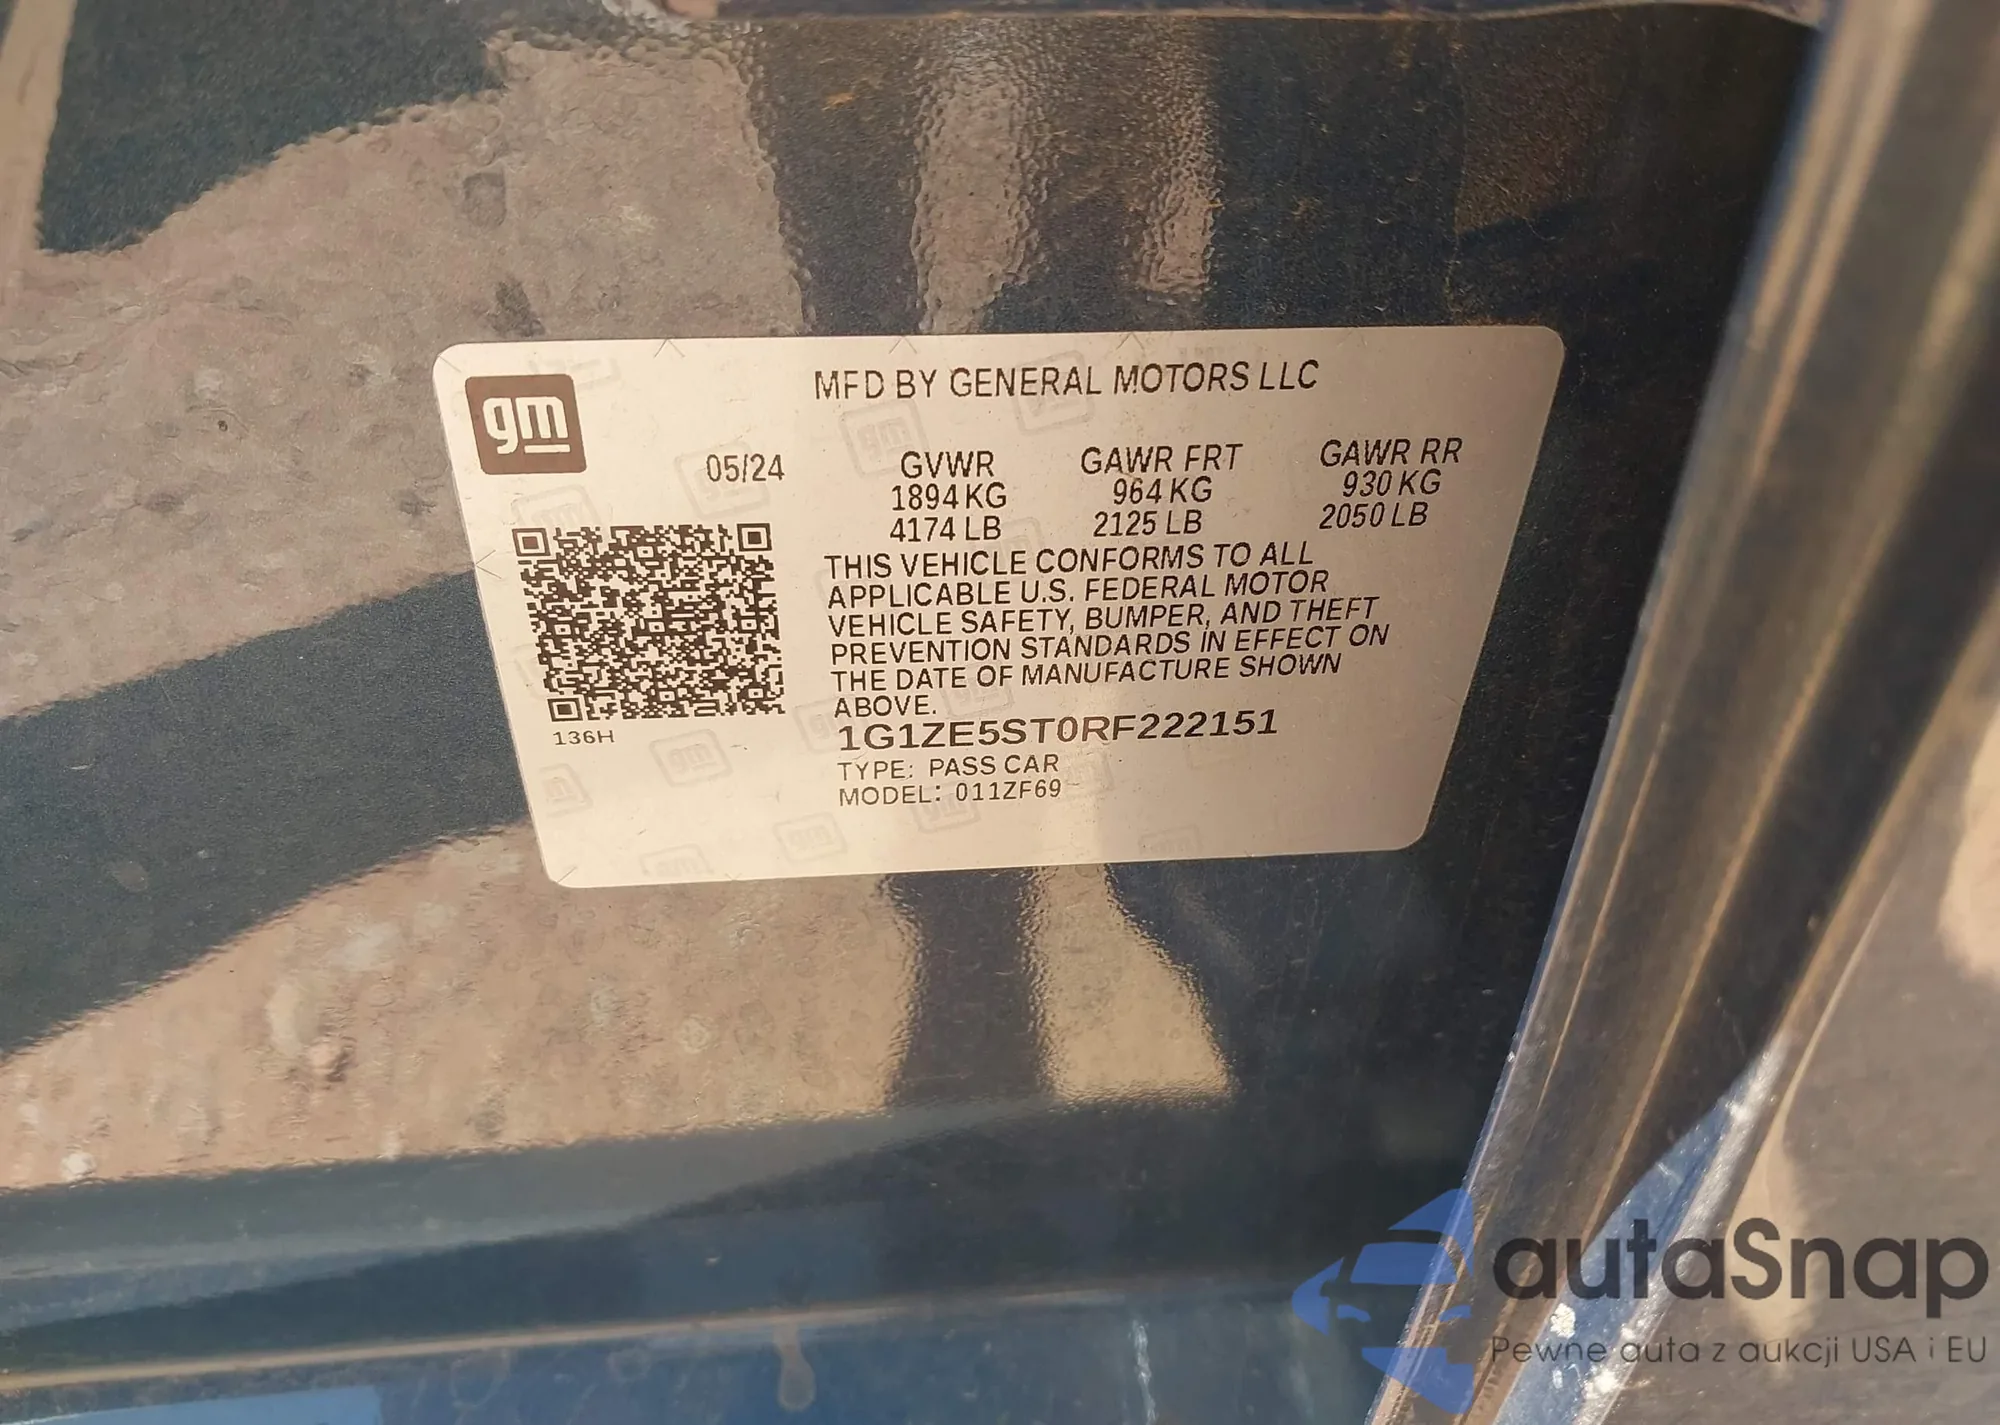 gm
MFD BY GENERAL MOTORS LLC
05/24 GVWR GAWR FRT GAWR RR
1894 KG 964 KG 930 KG
4174 LB 2125 LB 2050 LB
THIS VEHICLE CONFORMS TO ALL
APPLICABLE U.S. FEDERAL MOTOR
VEHICLE SAFETY, BUMPER, AND THEFT
PREVENTION STANDARDS IN EFFECT ON
THE DATE OF MANUFACTURE SHOWN
ABOVE.
136H
1G1ZE5ST0RF222151
TYPE: PASS CAR
MODEL: 011ZF69
autaSnap
Pewne auta z aukcji USA i EU